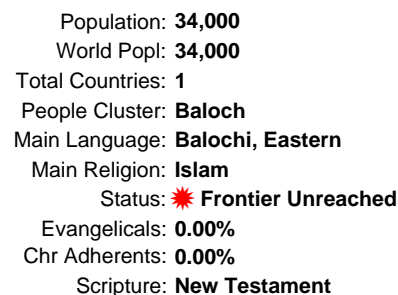 Population: 34,000
World Popl: 34,000
Total Countries: 1
People Cluster: Baloch
Main Language: Balochi, Eastern
Main Religion: Islam
Status: Frontier Unreached
Evangelicals: 0.00%
Chr Adherents: 0.00%
Scripture: New Testament